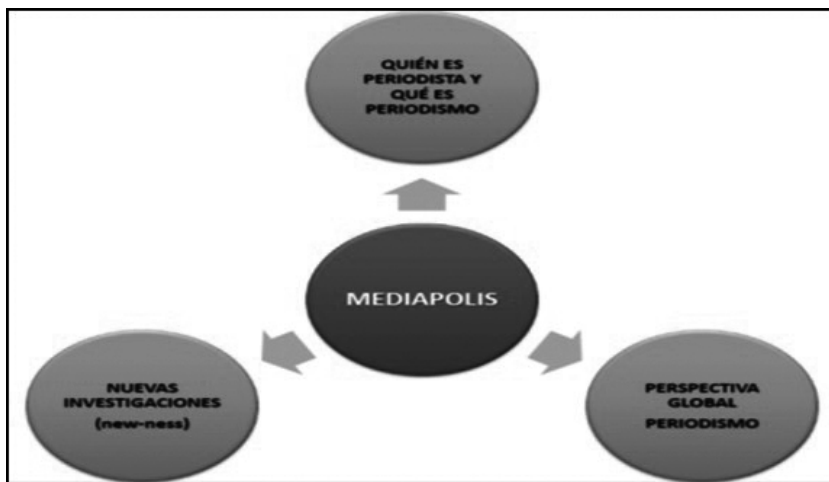 QUIÉN ES
PERIODISTA Y
QUÉ ES
PERIODISMO
MEDIAPOLIS
NUEVAS
INVESTIGACIONES
(new-ness)
PERSPECTIVA
GLOBAL
PERIODISMO